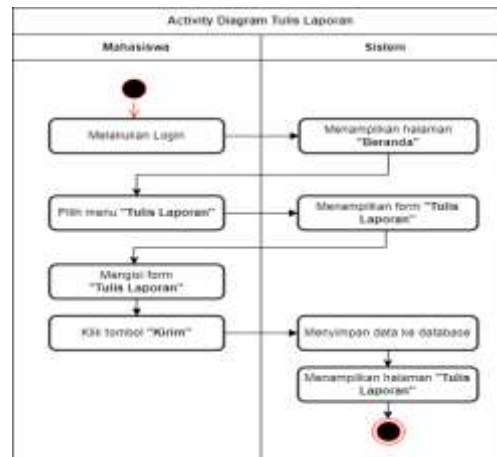 Activity Diagram Tulis Laporan
Mahasiswa
Sistem
Melakukan Login
Menampilkan halaman
"Beranda"
Pilih menu "Tulis Laporan"
Menampilkan form "Tulis
Laporan"
Mengisi form
"Tulis Laporan"
Klik tombol "Kirim"
Menyimpan data ke database
Menampilkan halaman "Tulis
Laporan"